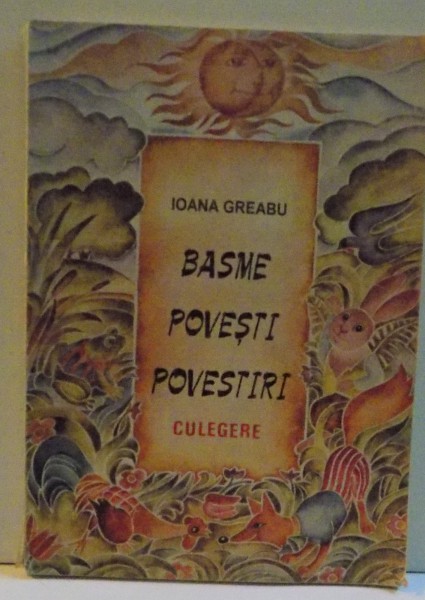 IOANA GREABU
BASME
POVEȘTI
POVESTIRI
CULEGERE